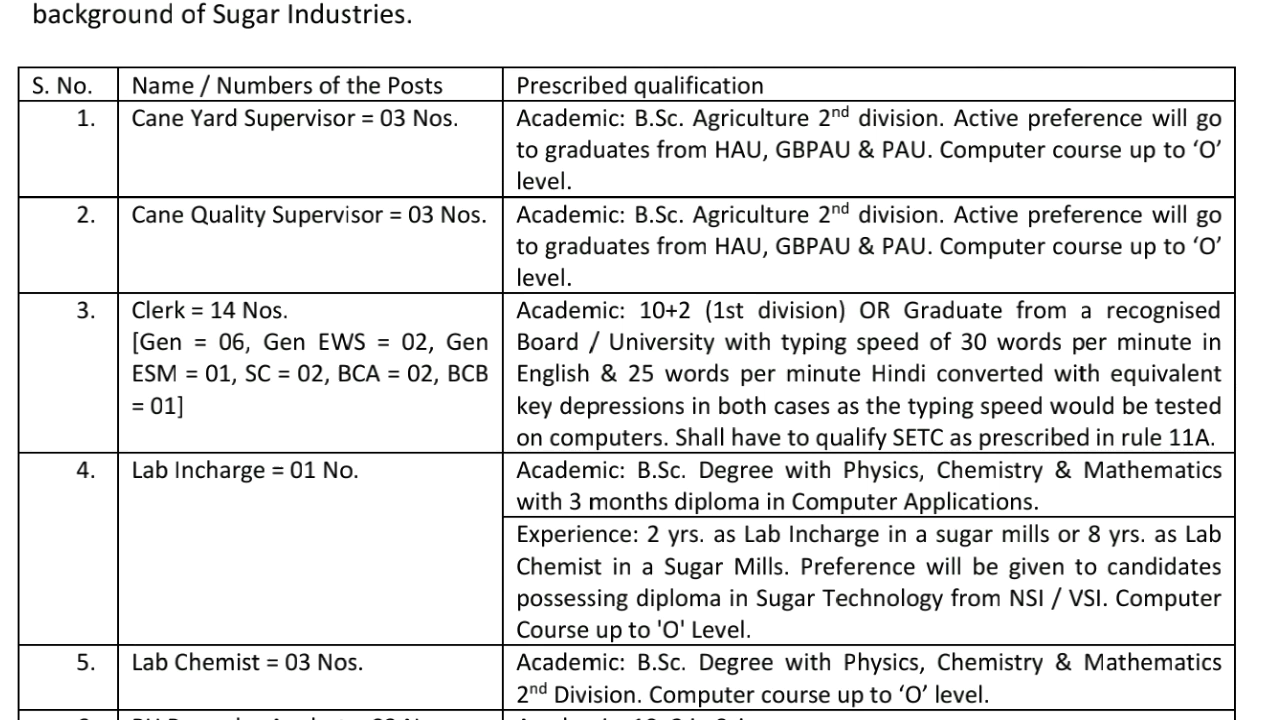 background of Sugar Industries.
S. No. Name / Numbers of the Posts Prescribed qualification
1. Cane Yard Supervisor = 03 Nos. Academic: B.Sc. Agriculture 2nd division. Active preference will go
to graduates from HAU, GBPAU & PAU. Computer course up to ‘O’
level.
2. Cane Quality Supervisor = 03 Nos. Academic: B.Sc. Agriculture 2nd division. Active preference will go
to graduates from HAU, GBPAU & PAU. Computer course up to ‘O’
level.
3. Clerk = 14 Nos. Academic: 10+2 (1st division) OR Graduate from a recognised
[Gen = 06, Gen EWS = 02, Gen Board / University with typing speed of 30 words per minute in
ESM = 01, SC = 02, BCA = 02, BCB English & 25 words per minute Hindi converted with equivalent
= 01] key depressions in both cases as the typing speed would be tested
on computers. Shall have to qualify SETC as prescribed in rule 11A.
4. Lab Incharge = 01 No. Academic: B.Sc. Degree with Physics, Chemistry & Mathematics
with 3 months diploma in Computer Applications.
Experience: 2 yrs. as Lab Incharge in a sugar mills or 8 yrs. as Lab
Chemist in a Sugar Mills. Preference will be given to candidates
possessing diploma in Sugar Technology from NSI / VSI. Computer
Course up to 'O' Level.
5. Lab Chemist = 03 Nos. Academic: B.Sc. Degree with Physics, Chemistry & Mathematics
2nd Division. Computer course up to ‘O’ level.